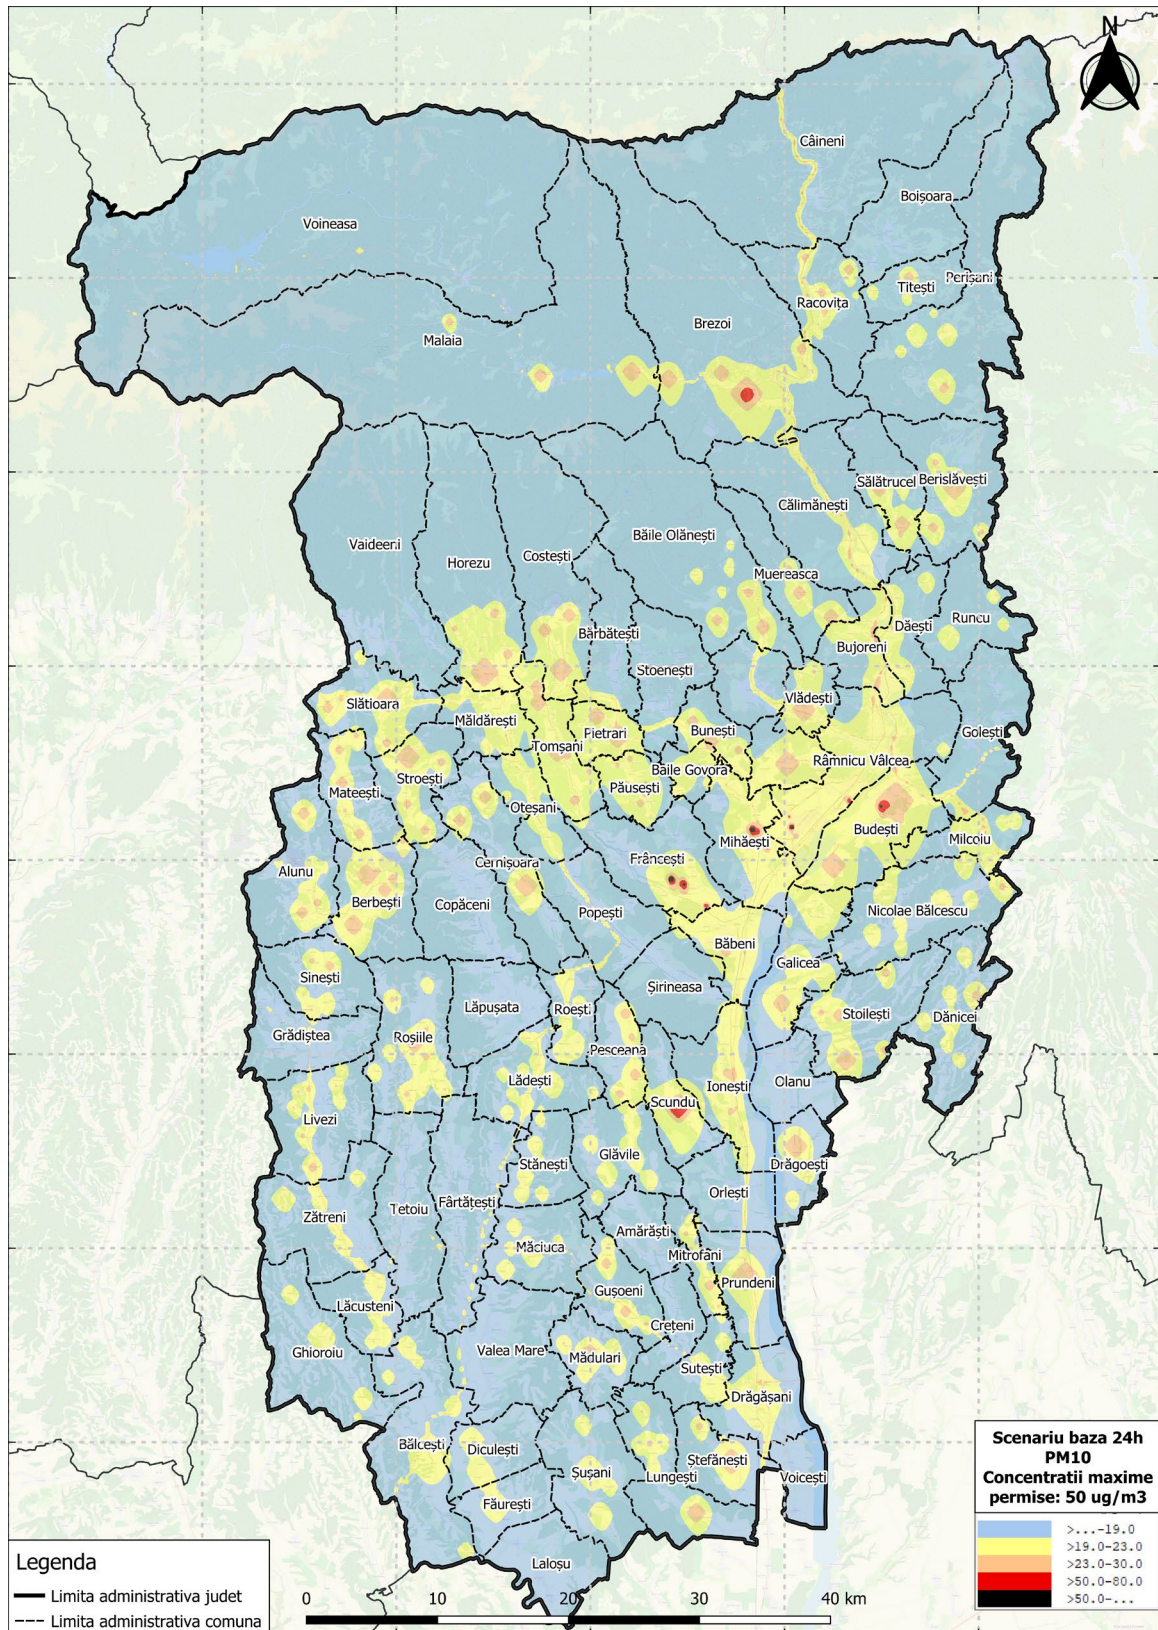 N
Câineni
Boișoara
Voineasa
Perișani
Titești
Racovița
Brezoi
Malaia
Sălătrucel
Berislăvești
Călimănești
Băile Olănești
Vaideeni
Costești
Horezu
Muereasca
Runcu
Dăești
Bărbătești
Bujoreni
Stoenești
Vlădești
Slătioara
Măldărești
Bunești
Pietrari
Golești
Tomșani
Râmnicu Vâlcea
Băile Govora
Stroești
Păusești
Mateești
Oteșani
Budești
Mihăești
Milcoiu
Frâncești
Cernișoara
Alunu
Berbești
Copăceni
Popești
Nicolae Bălcescu
Băbeni
Galicea
Sinești
Șirineasa
Lăpușata
Roești
Stoilești
Dănicei
Grădiștea
Roșiile
Pesceana
Lădești
Ionești
Olanu
Scundu
Livezi
Glăvile
Stănești
Drăgoești
Orlești
Fârtățești
Tetoiu
Zătreni
Amărăști
Măciuca
Mitrofani
Prundeni
Gușoeni
Lăcusteni
Crețeni
Ghioroiu
Valea Mare
Mădulari
Sutești
Drăgășani
Bălcești
Diculești
Ștefănești
Șușani
Lungești
Voicești
Făurești
Lalosu
Scenariu baza 24h
PM10
Concentratii maxime
permise: 50 ug/m3
>...-19.0
>19.0-23.0
>23.0-30.0
>50.0-80.0
>50.0-...
Legenda
Limita administrativa judet
Limita administrativa comuna
0 10 20 30 40 km